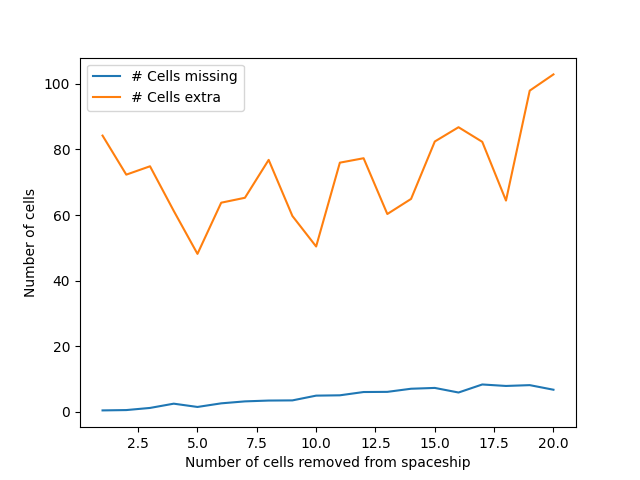 # Cells missing
# Cells extra
100
80
60
40
20
0
Number of cells
2.5 5.0 7.5 10.0 12.5 15.0 17.5 20.0
Number of cells removed from spaceship